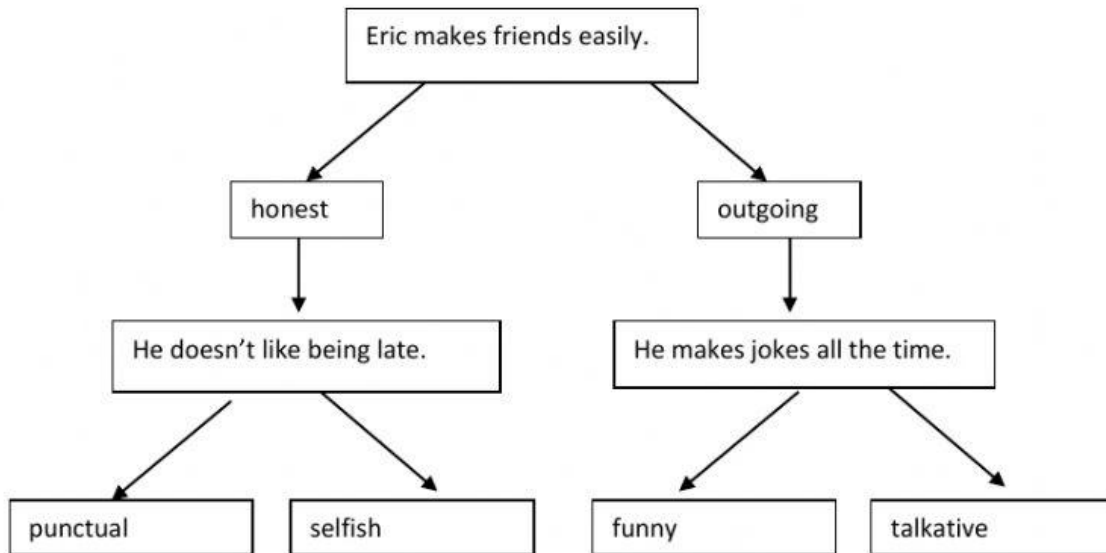 Eric makes friends easily.
honest
outgoing
He doesn’t like being late.
He makes jokes all the time.
punctual
selfish
funny
talkative